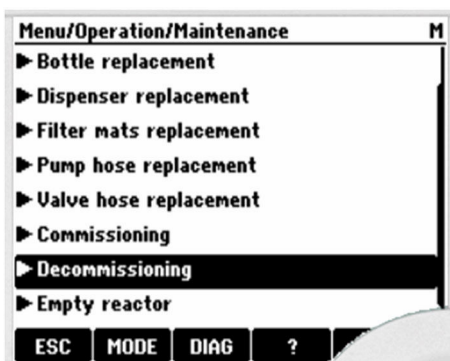 Menu/Operation/Maintenance M
Bottle replacement
Dispenser replacement
Filter mats replacement
Pump hose replacement
Valve hose replacement
Commissioning
Decommissioning
Empty reactor
ESC MODE DIAG ?